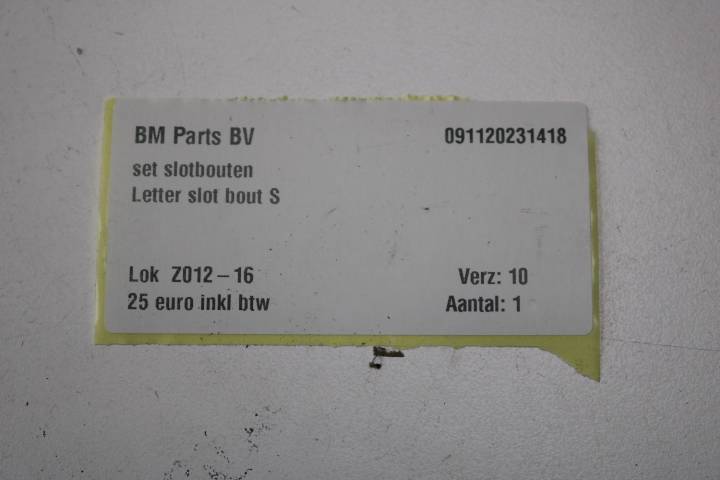 BM Parts BV 091120231418
set slotbouten
Letter slot bout S
Lok Z012-16 Verz: 10
25 euro inkl btw Aantal: 1